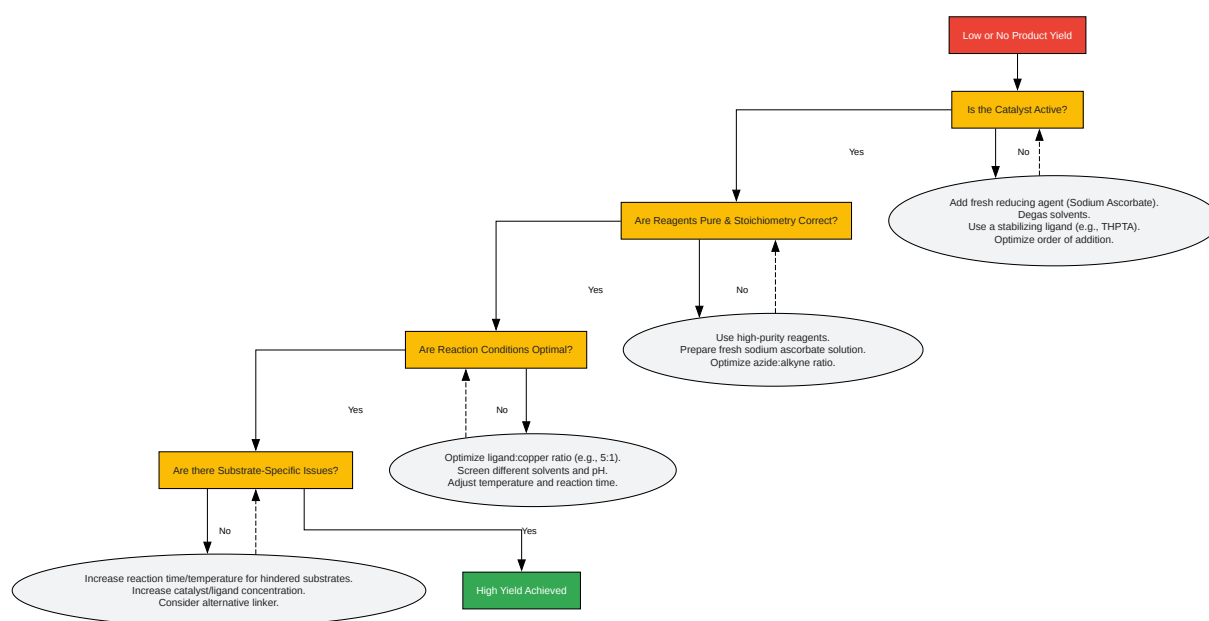 Low or No Product Yield
Is the Catalyst Active?
Yes
No
Add fresh reducing agent (Sodium Ascorbate).
Degas solvents.
Use a stabilizing ligand (e.g., THPTA).
Optimize order of addition.
Are Reagents Pure & Stoichiometry Correct?
Yes
No
Use high-purity reagents.
Prepare fresh sodium ascorbate solution.
Optimize azide:alkyne ratio.
Are Reaction Conditions Optimal?
Yes
No
Optimize ligand:copper ratio (e.g., 5:1).
Screen different solvents and pH.
Adjust temperature and reaction time.
Are there Substrate-Specific Issues?
No
Yes
Increase reaction time/temperature for hindered substrates.
Increase catalyst/ligand concentration.
Consider alternative linker.
High Yield Achieved